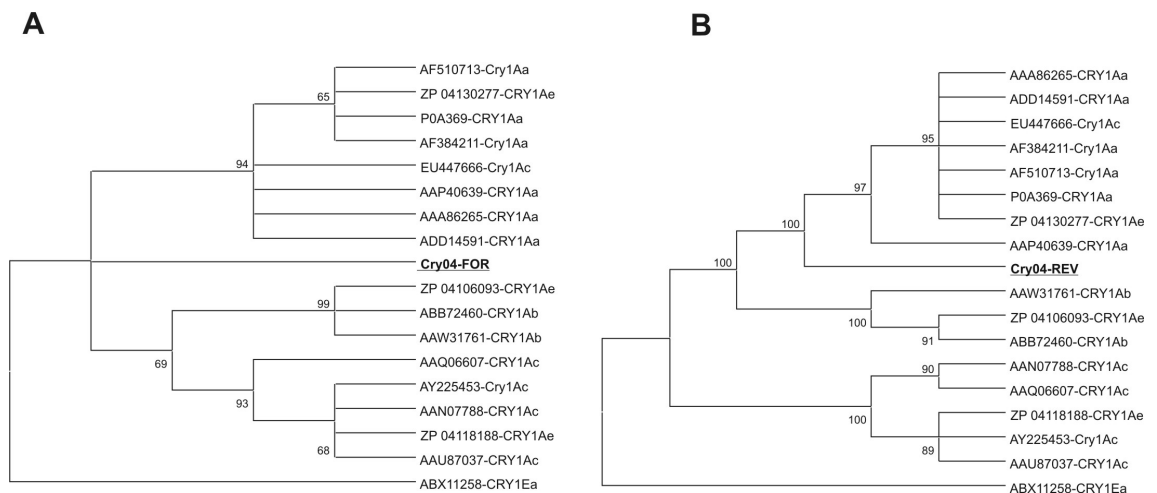 A
65
AF510713-Cry1Aa
ZP 04130277-CRY1Ae
P0A369-CRY1Aa
AF384211-Cry1Aa
94
EU447666-Cry1Ac
AAP40639-CRY1Aa
AAA86265-CRY1Aa
ADD14591-CRY1Aa
Cry04-FOR
99
ZP 04106093-CRY1Ae
ABB72460-CRY1Ab
AAW31761-CRY1Ab
69
AAQ06607-CRY1Ac
93
AY225453-Cry1Ac
AAN07788-CRY1Ac
ZP 04118188-CRY1Ae
68
AAU87037-CRY1Ac
ABX11258-CRY1Ea
B
AAA86265-CRY1Aa
ADD14591-CRY1Aa
EU447666-Cry1Ac
95
AF384211-Cry1Aa
AF510713-Cry1Aa
97
P0A369-CRY1Aa
ZP 04130277-CRY1Ae
100
AAP40639-CRY1Aa
100
Cry04-REV
AAW31761-CRY1Ab
100
ZP 04106093-CRY1Ae
91
ABB72460-CRY1Ab
90
AAN07788-CRY1Ac
AAQ06607-CRY1Ac
100
ZP 04118188-CRY1Ae
AY225453-Cry1Ac
89
AAU87037-CRY1Ac
ABX11258-CRY1Ea